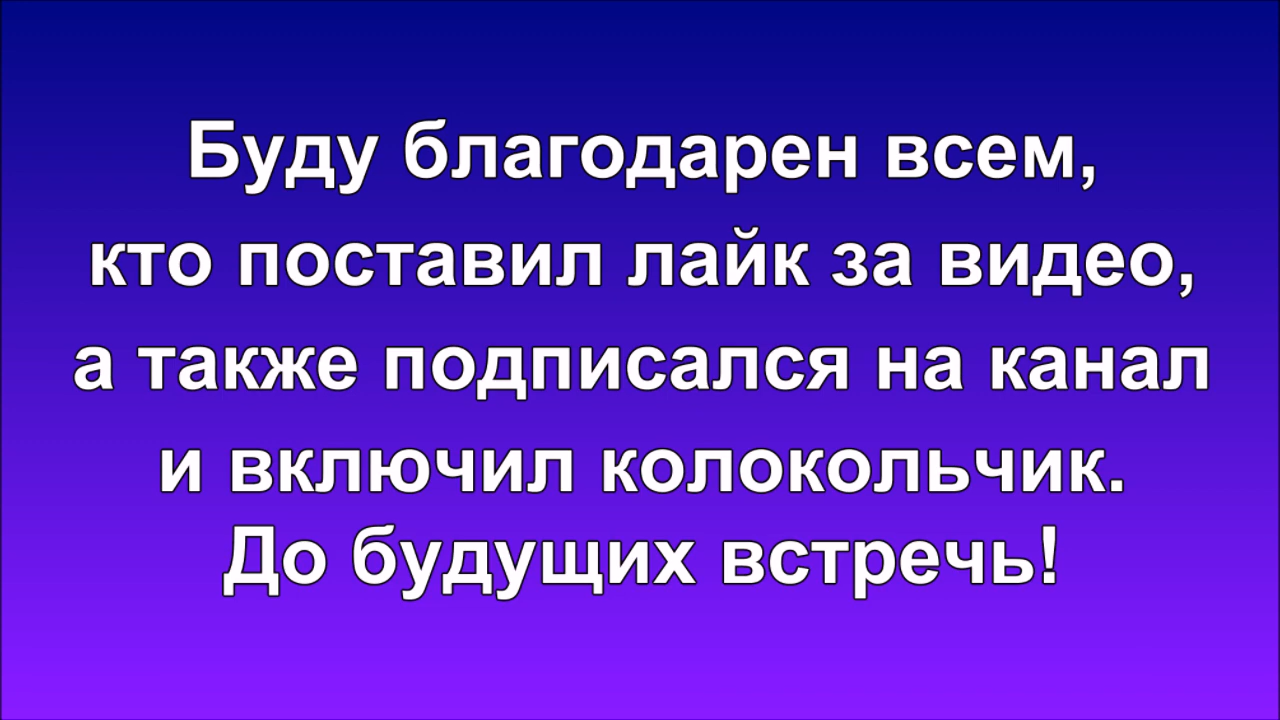 Буду благодарен всем,
кто поставил лайк за видео,
а также подписался на канал
и включил колокольчик.
До будущих встречь!